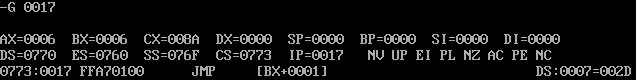 -G 0017
AX=0006 BX=0006 CX=008A DX=0000 SP=0000 BP=0000 SI=0000 DI=0000
DS=0770 ES=0760 SS=076F CS=0773 IP=0017 NV UP EI PL NZ AC PE NC
0773:0017 FFA70100 JMP [BX+0001] DS:0007=002D